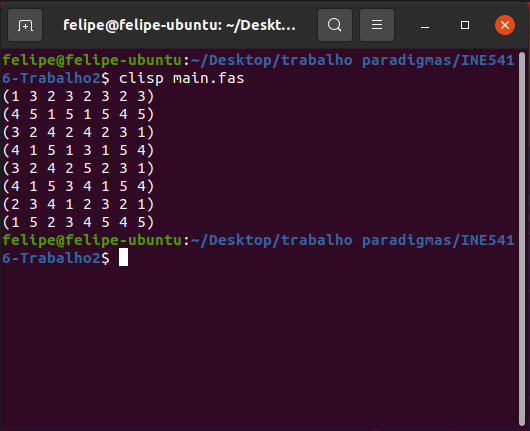 felipe@felipe-ubuntu: ~/Deskt...
felipe@felipe-ubuntu:~/Desktop/trabalho paradigmas/INE541
6-Trabalho2$ clisp main.fas
(1 3 2 3 2 3 2 3)
(4 5 1 5 1 5 4 5)
(3 2 4 2 4 2 3 1)
(4 1 5 1 3 1 5 4)
(3 2 4 2 5 2 3 1)
(4 1 5 3 4 1 5 4)
(2 3 4 1 2 3 2 1)
(1 5 2 3 4 5 4 5)
felipe@felipe-ubuntu:~/Desktop/trabalho paradigmas/INE541
6-Trabalho2$